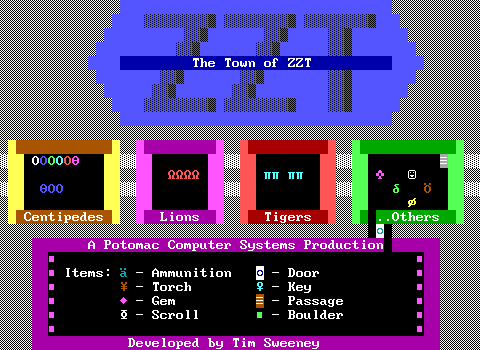 ZZT
The Town of ZZT
Centipedes
Lions
Tigers
..Others
A Potomac Computer Systems Production
Items: ä - Ammunition
- Door
¥ - Torch
♀ - Key
♦ - Gem
- Passage
- Scroll
■ - Boulder
Developed by Tim Sweeney